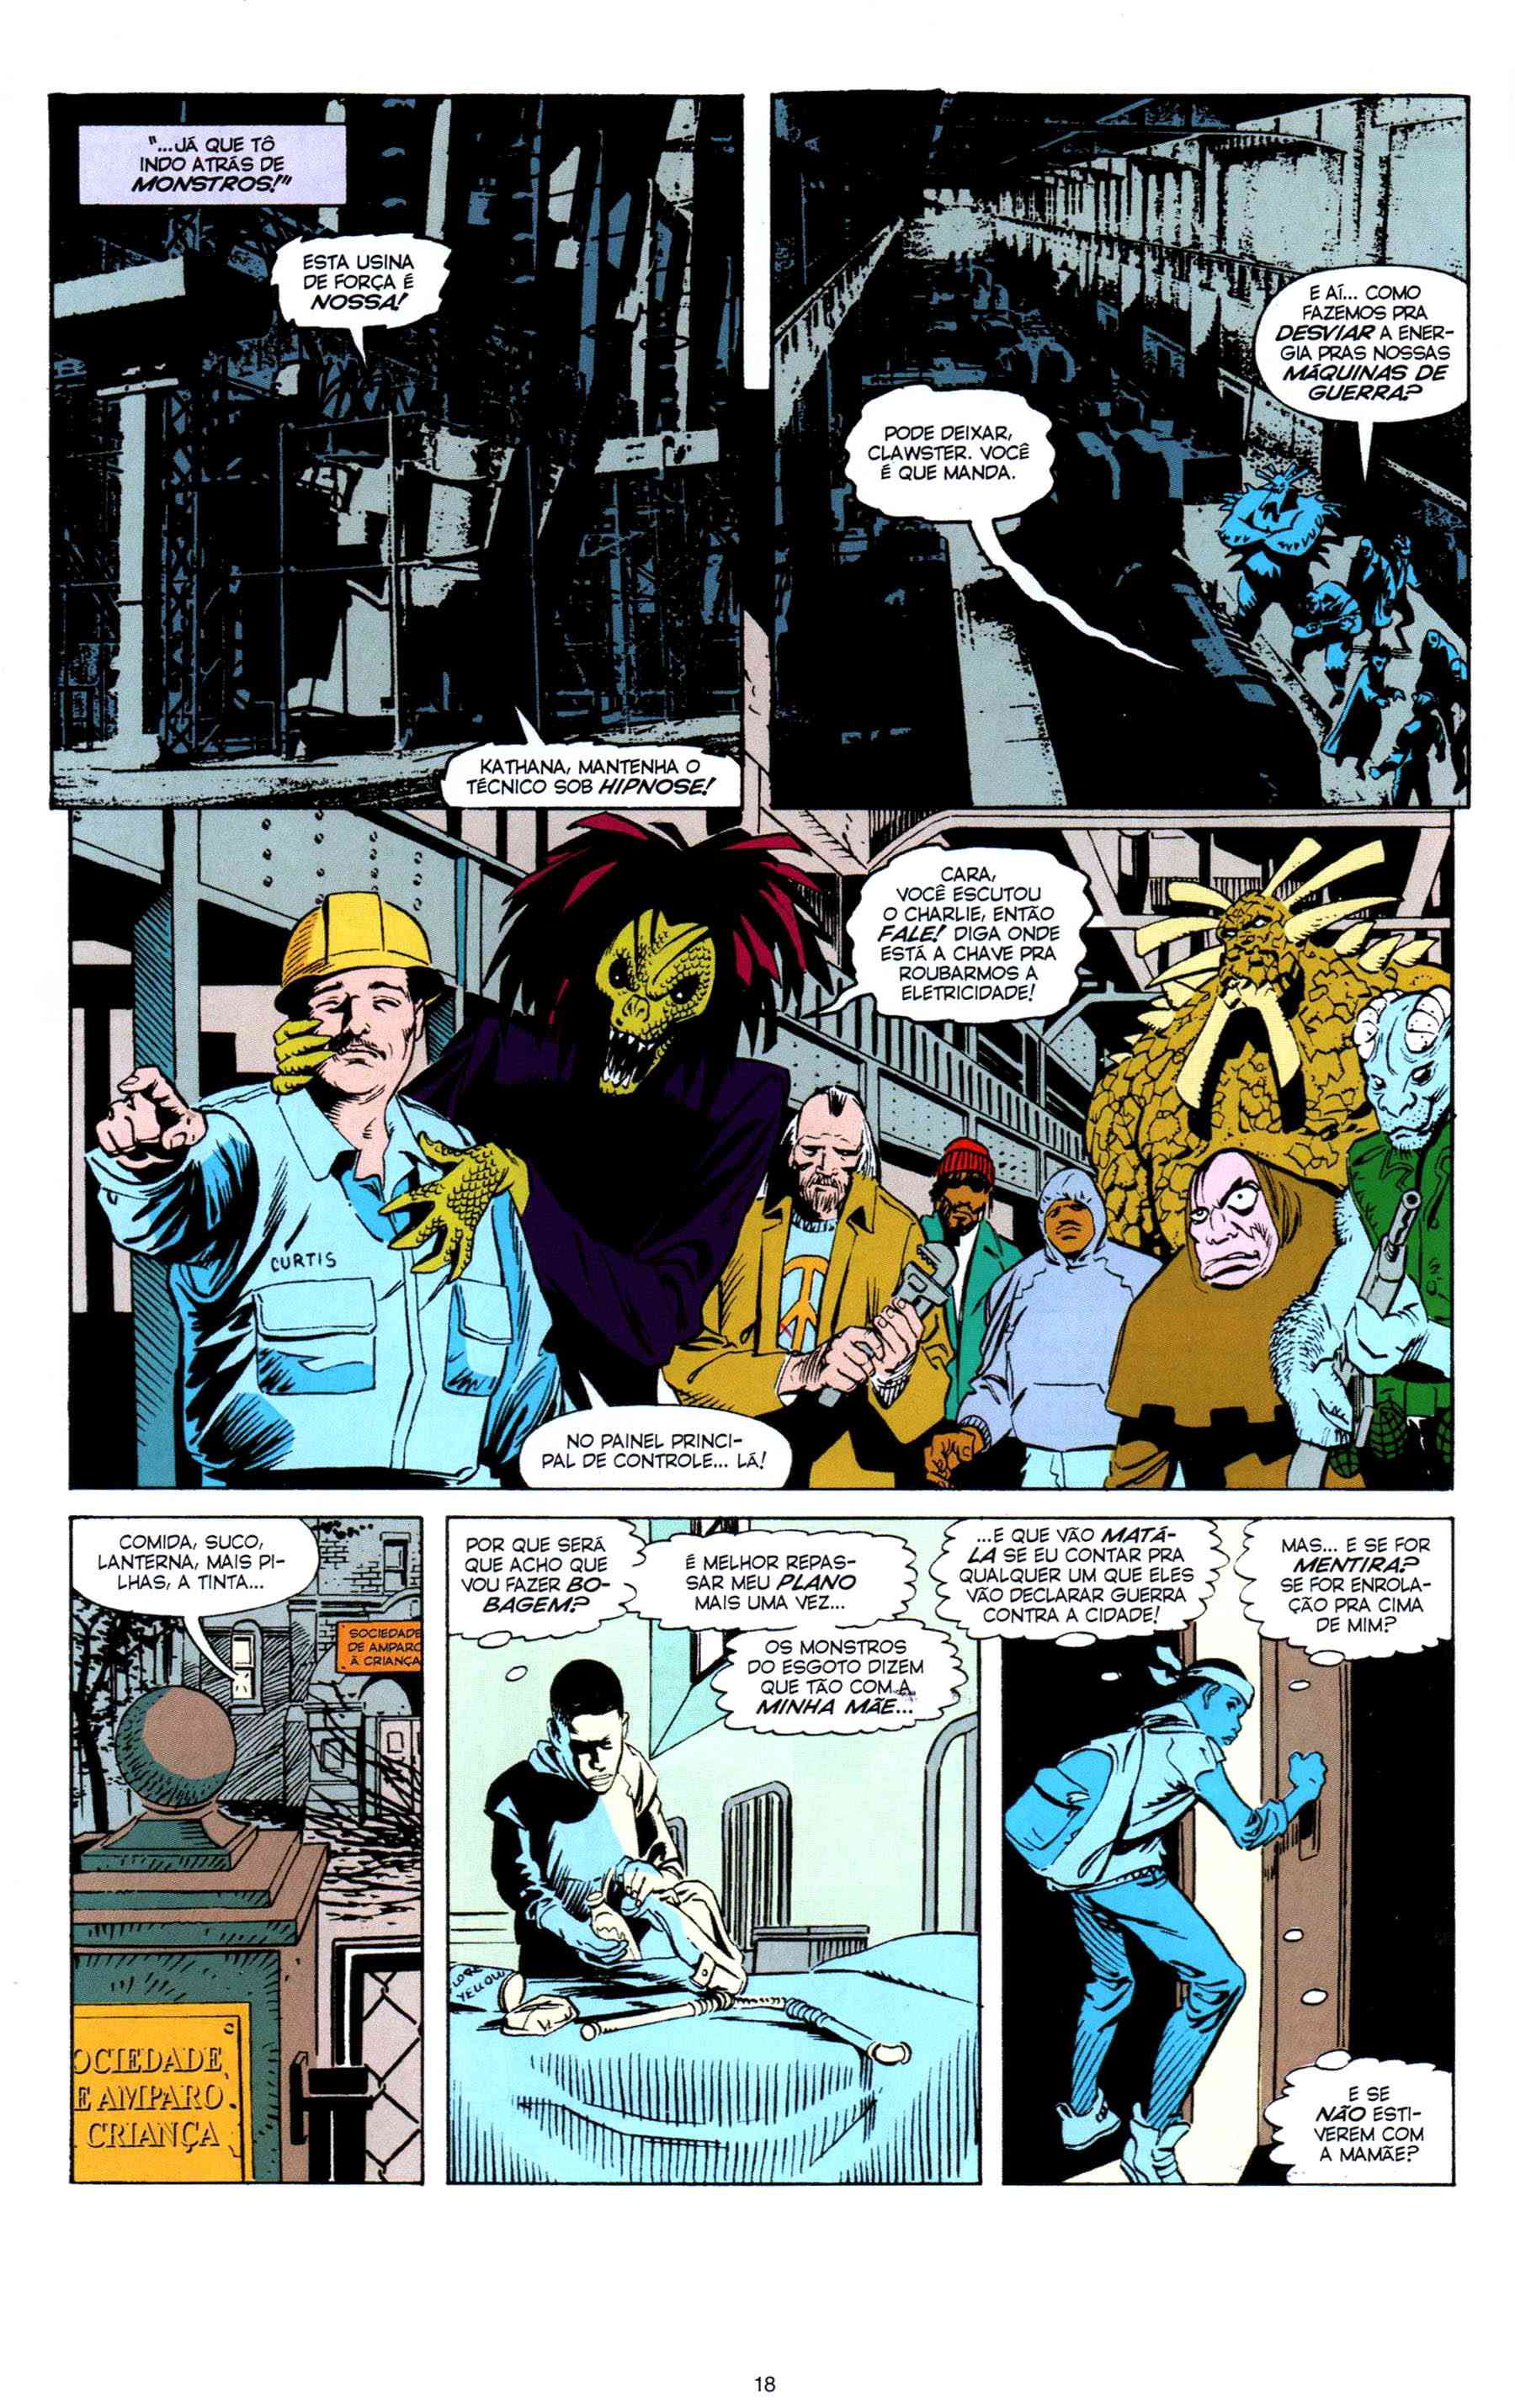 "...JÁ QUE TÔ
INDO ATRÁS DE
MONSTROS!"
ESTA USINA
DE FORÇA É
NOSSA!
KATHANA, MANTENHA O
TÉCNICO SOB HIPNOSE!
E AÍ... COMO
FAZEMOS PRA
DESVIAR A ENER-
GIA PRAS NOSSAS
MÁQUINAS DE
GUERRA?
PODE DEIXAR,
CLAWSTER. VOCÊ
É QUE MANDA.
CARA,
VOCÊ ESCUTOU
O CHARLIE, ENTÃO
FALE! DIGA ONDE
ESTÁ A CHAVE PRA
ROUBARMOS A
ELETRICIDADE!
CURTIS
NO PAINEL PRINCI-
PAL DE CONTROLE... LÁ!
COMIDA, SUCO,
LANTERNA, MAIS PI-
LHAS, A TINTA...
SOCIEDADE
DE AMPARO
À CRIANÇA
OCIEDADE
E AMPARO
CRIANÇA
POR QUE SERÁ
QUE ACHO QUE
VOU FAZER BO-
BAGEM?
É MELHOR REPAS-
SAR MEU PLANO
MAIS UMA VEZ...
OS MONSTROS
DO ESGOTO DIZEM
QUE TÃO COM A
MINHA MÃE...
YELLOW
...E QUE VÃO MATÁ-
LA SE EU CONTAR PRA
QUALQUER UM QUE ELES
VÃO DECLARAR GUERRA
CONTRA A CIDADE!
MAS... E SE FOR
MENTIRA?
SE FOR ENROLA-
ÇÃO PRA CIMA
DE MIM?
E SE
NÃO ESTI-
VEREM COM
A MAMÃE?
18